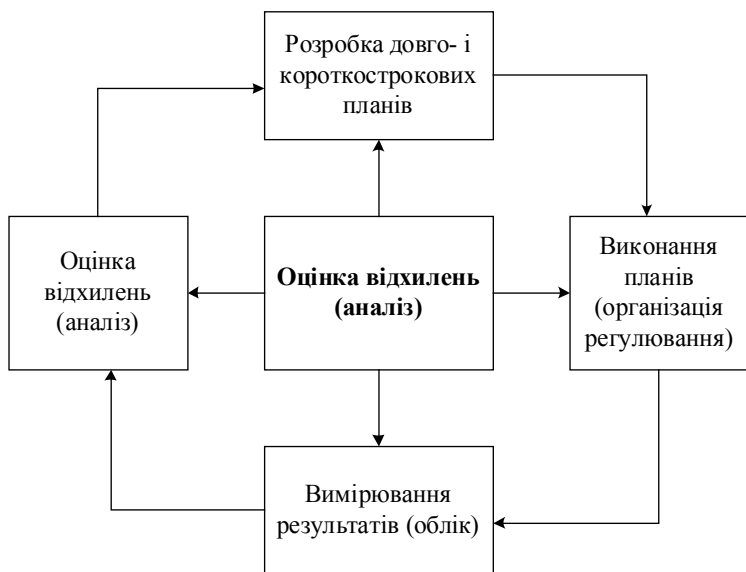 Розробка довго- і
короткострокових
планів
Оцінка
відхилень
(аналіз)
Оцінка відхилень
(аналіз)
Виконання
планів
(організація
регулювання)
Вимірювання
результатів (облік)